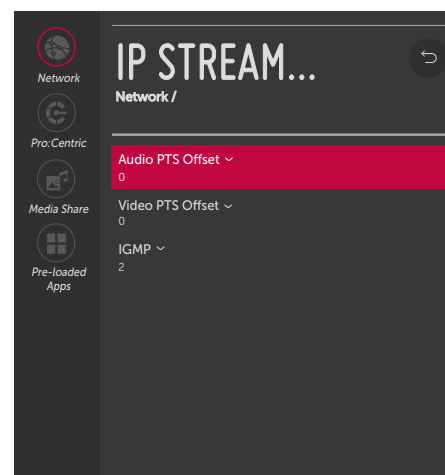 Network
Pro:Centric
Media Share
Pre-loaded
Apps
IP STREAM...
Network /
Audio PTS Offset
0
Video PTS Offset
0
IGMP
2